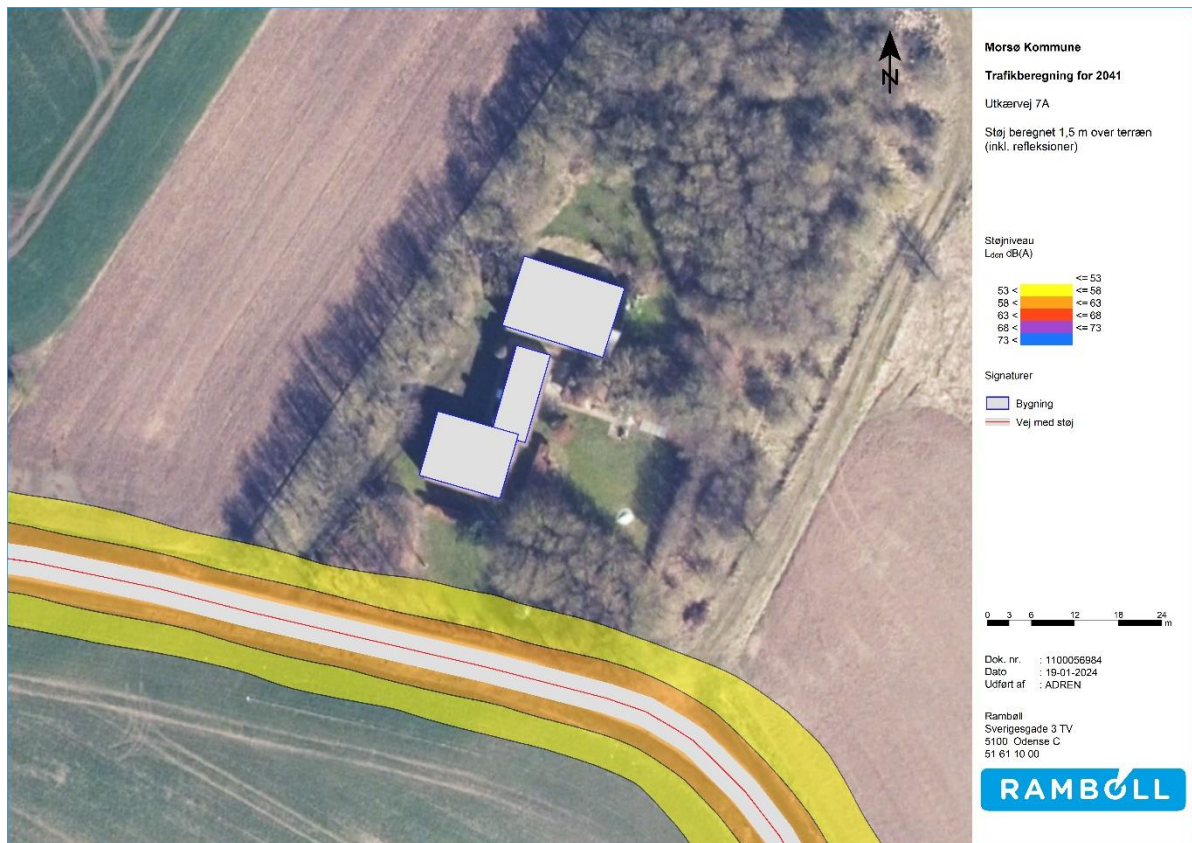 N
Morsø Kommune
Trafikberegning for 2041
Utkærvej 7A
Støj beregnet 1,5 m over terræn
(inkl. refleksioner)
Støjniveau
Lden dB(A)
<= 53
53 < <= 58
58 < <= 63
63 < <= 68
68 < <= 73
73 <
Signaturer
Bygning
Vej med støj
0 3 6 12 18 24
m
Dok. nr. : 1100056984
Dato : 19-01-2024
Udført af : ADREN
Rambøll
Sverigesgade 3 TV
5100 Odense C
51 61 10 00
RAMBOLL